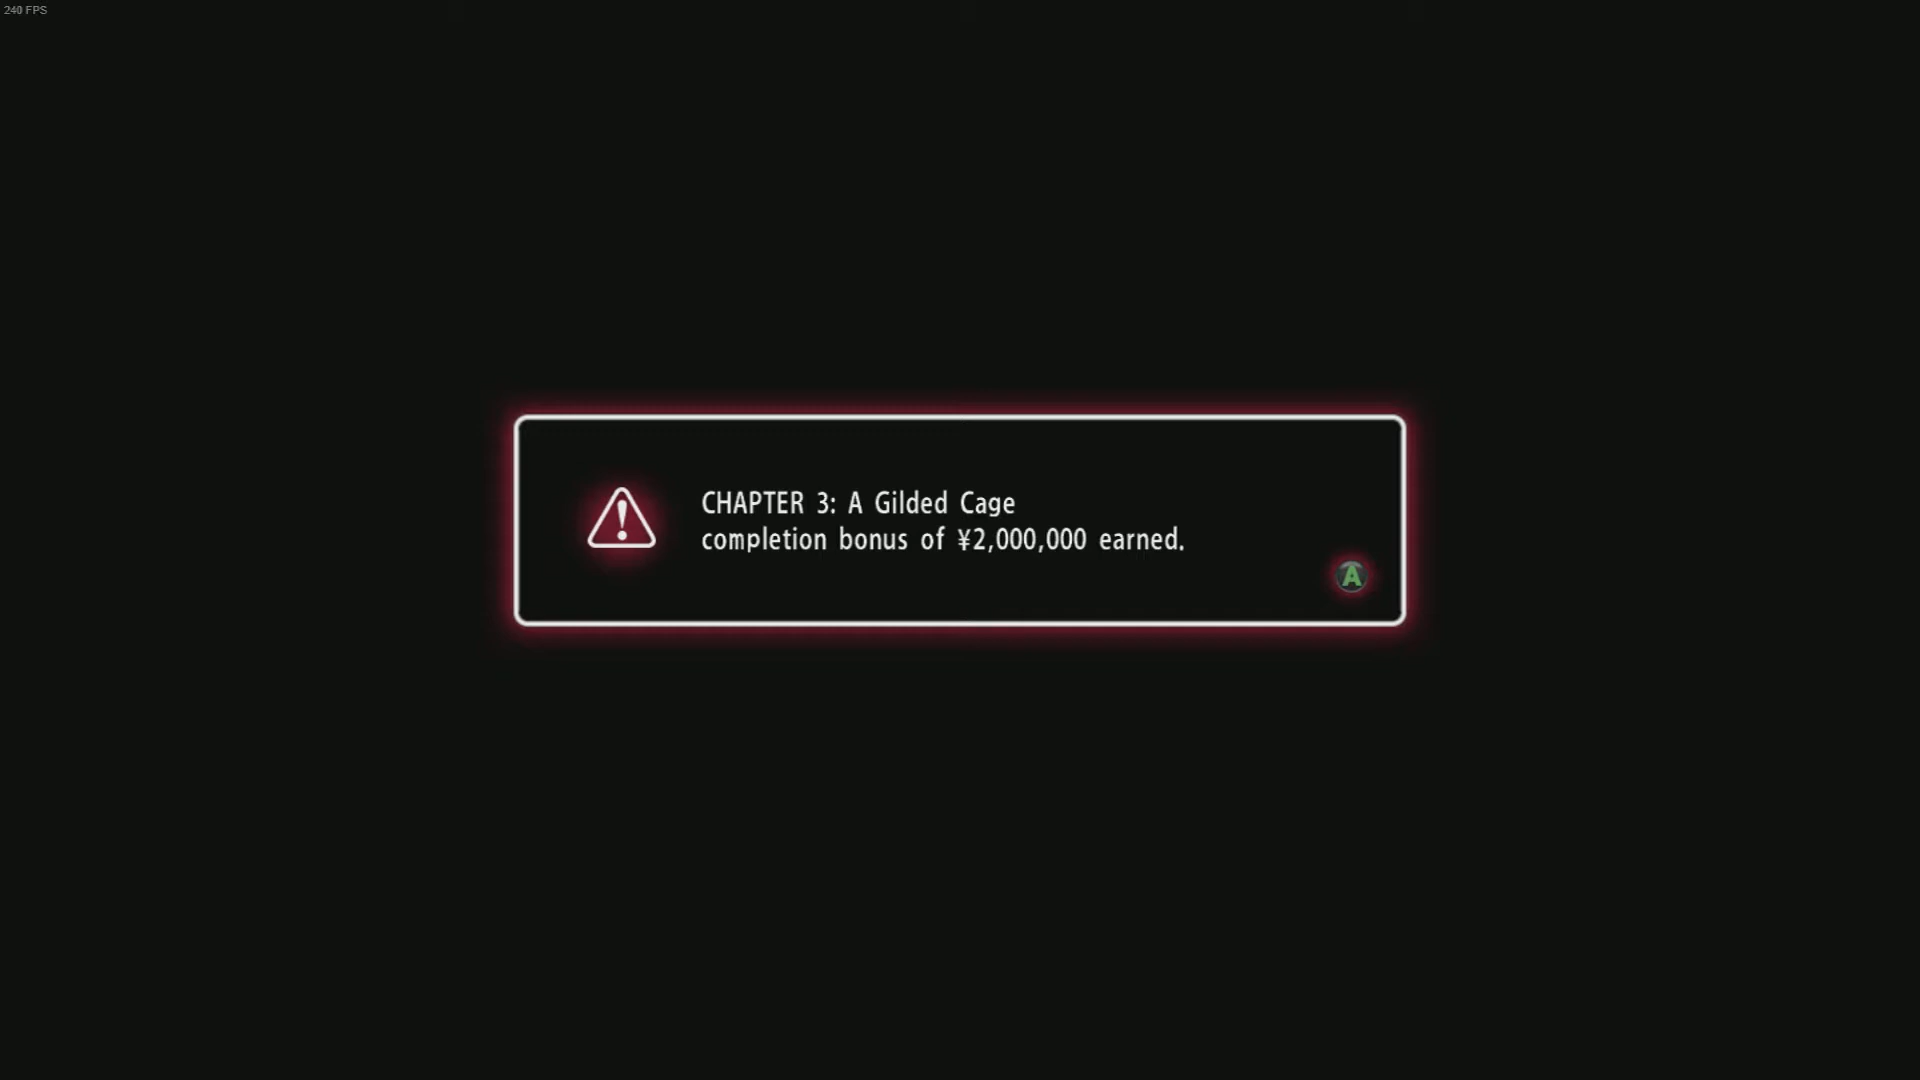 240 FPS
CHAPTER 3: A Gilded Cage
completion bonus of ¥2,000,000 earned.
A